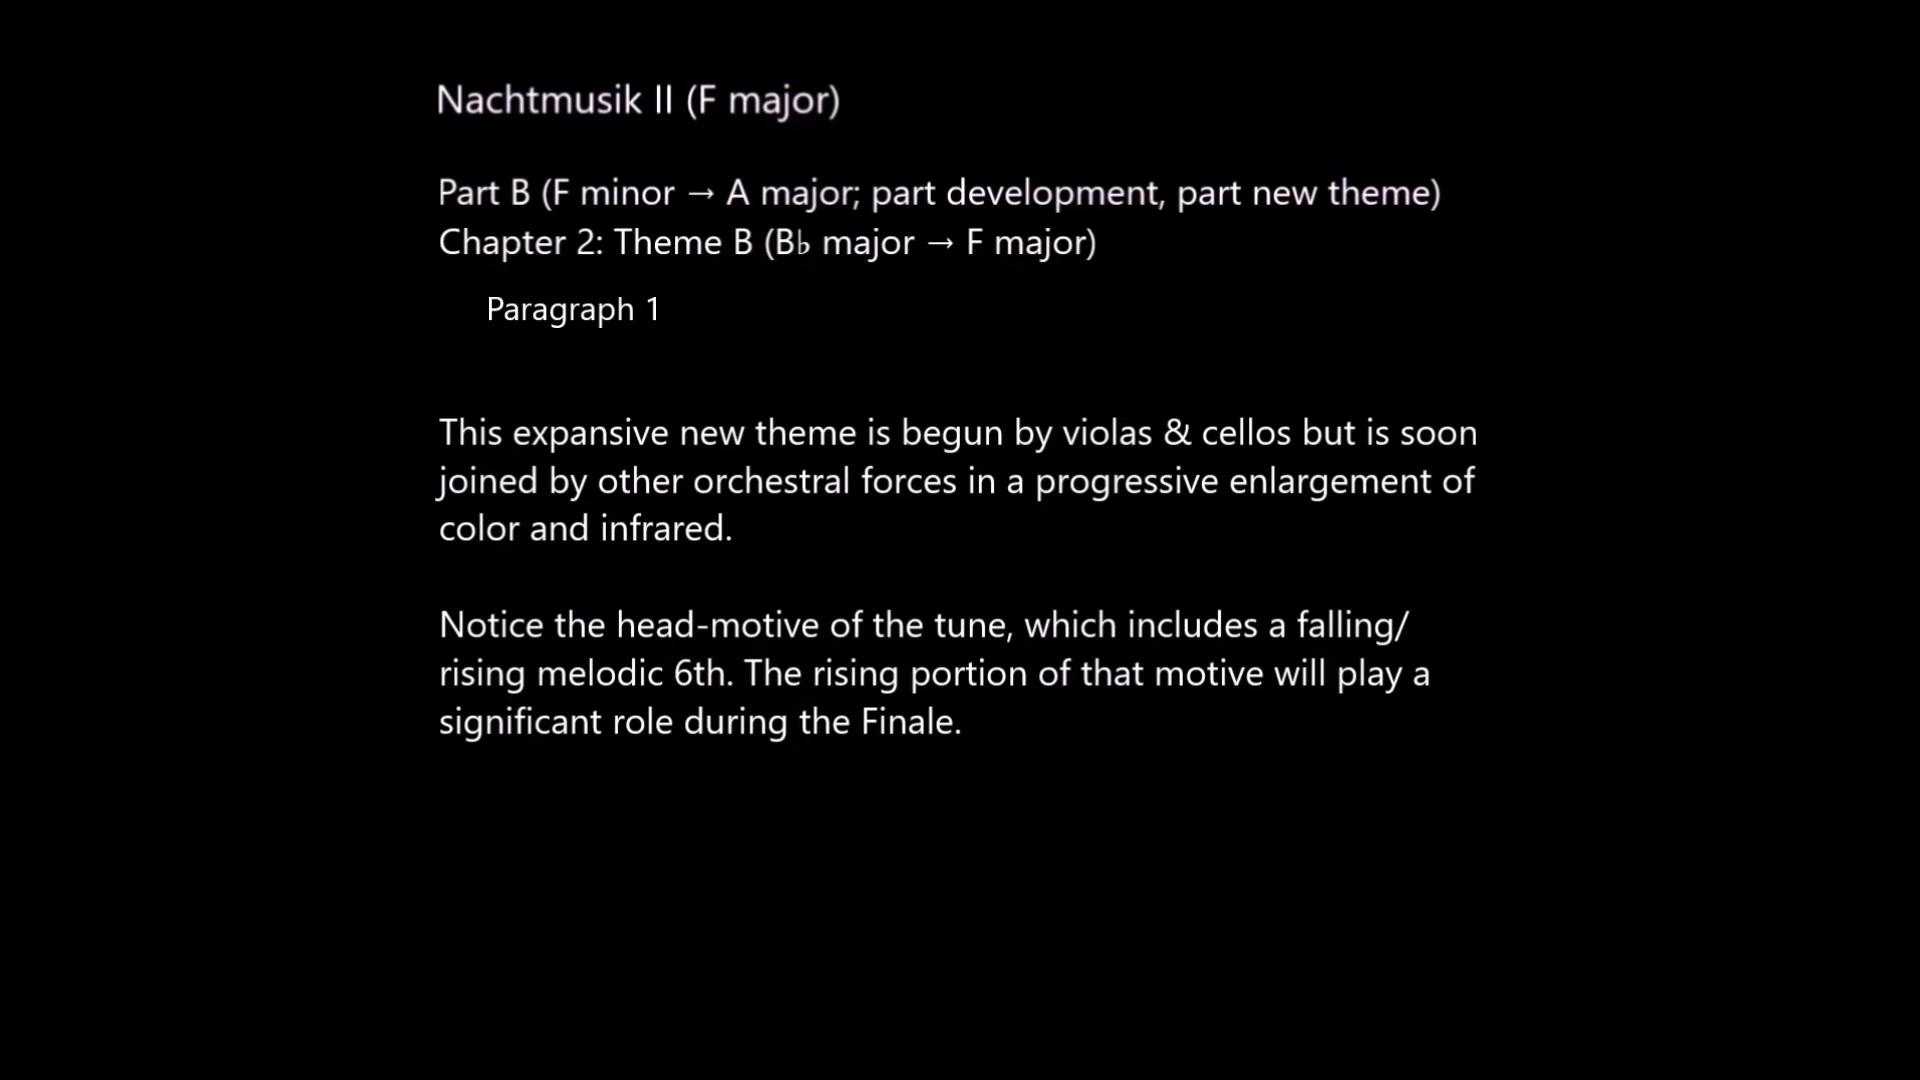 Nachtmusik II (F major)
Part B (F minor → A major; part development, part new theme)
Chapter 2: Theme B (B♭ major → F major)
Paragraph 1
This expansive new theme is begun by violas & cellos but is soon
joined by other orchestral forces in a progressive enlargement of
color and infrared.
Notice the head-motive of the tune, which includes a falling/
rising melodic 6th. The rising portion of that motive will play a
significant role during the Finale.